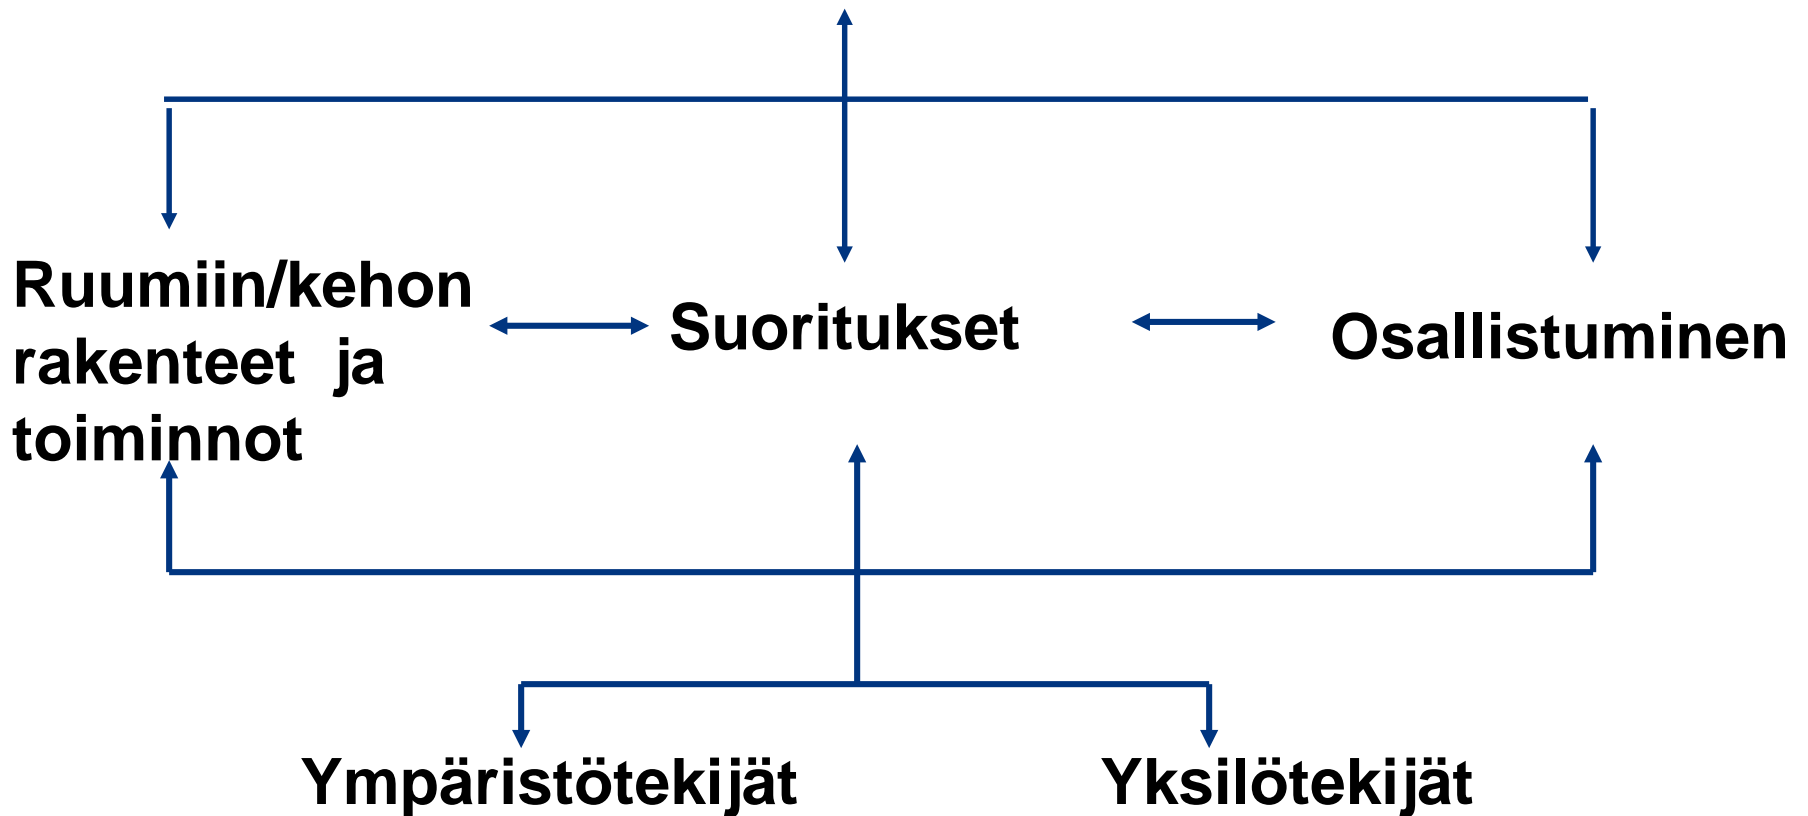 Ruumiin/kehon
rakenteet ja
toiminnot
Suoritukset
Osallistuminen
Ympäristötekijät
Yksilötekijät